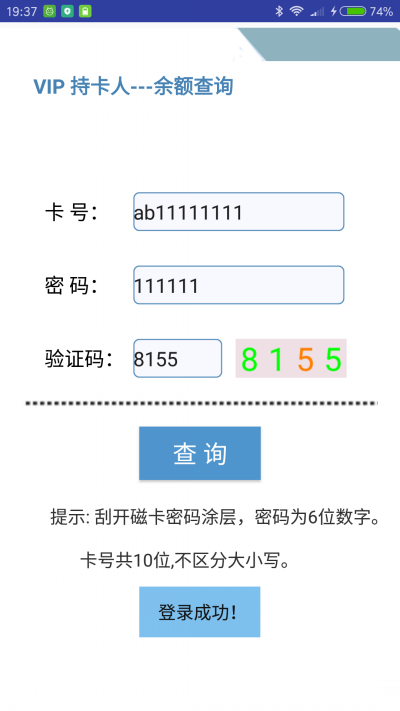 19:37 74%
VIP 持卡人---余额查询
卡 号： ab11111111
密 码： 111111
验证码： 8155 8155
查 询
提示: 刮开磁卡密码涂层，密码为6位数字。
卡号共10位,不区分大小写。
登录成功！